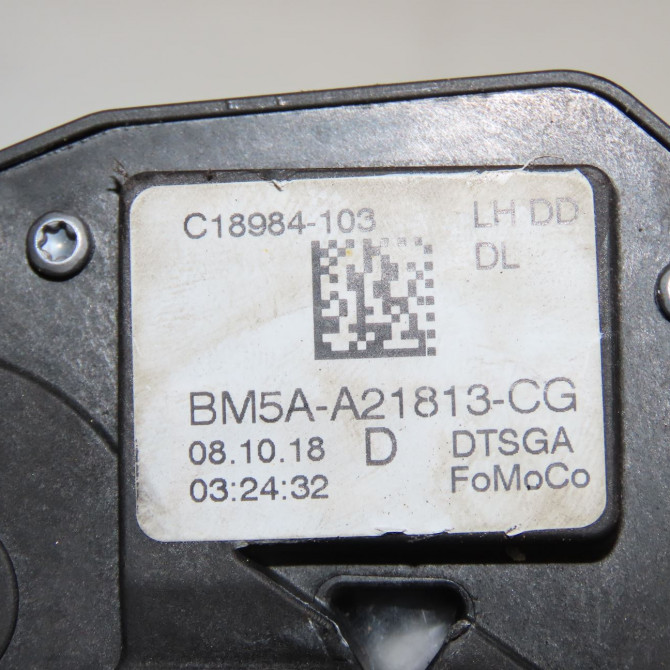 C18984-103 LH DD
DL
BM5A-A21813-CG
08.10.18 D DTSGA
03:24:32 FoMoCo